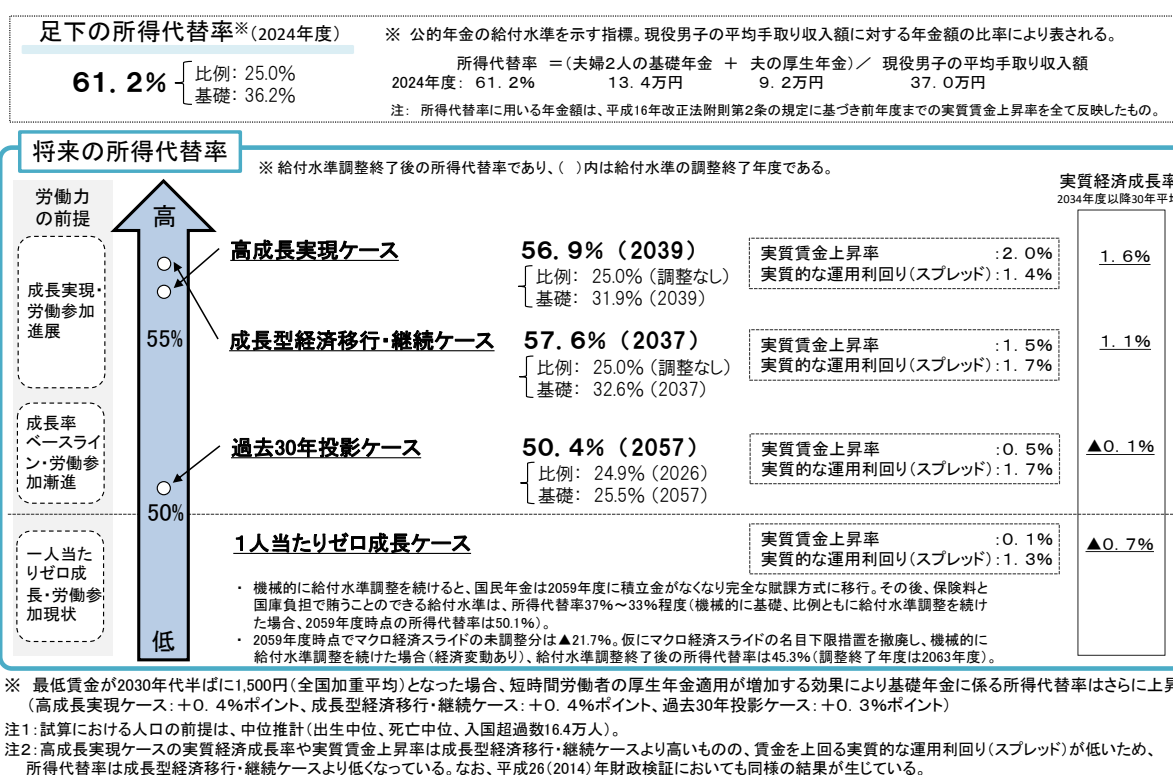 足下の所得代替率※(2024年度)
61.2%
比例: 25.0%
基礎: 36.2%
※ 公的年金の給付水準を示す指標。現役男子の平均手取り収入額に対する年金額の比率により表される。
所得代替率 =(夫婦2人の基礎年金 + 夫の厚生年金)/ 現役男子の平均手取り収入額
2024年度: 61.2% 13.4万円 9.2万円 37.0万円
注: 所得代替率に用いる年金額は、平成16年改正法附則第2条の規定に基づき前年度までの実質賃金上昇率を全て反映したもの。
将来の所得代替率
※ 給付水準調整終了後の所得代替率であり、( )内は給付水準の調整終了年度である。
労働力
の前提
高
実質経済成長率
2034年度以降30年平均
成長実現・
労働参加
進展
高成長実現ケース
56.9% (2039)
比例: 25.0% (調整なし)
基礎: 31.9% (2039)
実質賃金上昇率 :2.0%
実質的な運用利回り(スプレッド):1.4%
1.6%
55%
成長型経済移行・継続ケース
57.6% (2037)
比例: 25.0% (調整なし)
基礎: 32.6% (2037)
実質賃金上昇率 :1.5%
実質的な運用利回り(スプレッド):1.7%
1.1%
成長率
ベースライ
ン・労働参
加漸進
過去30年投影ケース
50.4% (2057)
比例: 24.9% (2026)
基礎: 25.5% (2057)
実質賃金上昇率 :0.5%
実質的な運用利回り(スプレッド):1.7%
▲0.1%
50%
一人当た
りゼロ成
長・労働参
加現状
1人当たりゼロ成長ケース
実質賃金上昇率 :0.1%
実質的な運用利回り(スプレッド):1.3%
▲0.7%
・ 機械的に給付水準調整を続けると、国民年金は2059年度に積立金がなくなり完全な賦課方式に移行。その後、保険料と
国庫負担で賄うことのできる給付水準は、所得代替率37%~33%程度(機械的に基礎、比例ともに給付水準調整を続け
た場合、2059年度時点の所得代替率は50.1%)。
・ 2059年度時点でマクロ経済スライドの未調整分は▲21.7%。仮にマクロ経済スライドの名目下限措置を撤廃し、機械的に
給付水準調整を続けた場合(経済変動あり)、給付水準調整終了後の所得代替率は45.3%(調整終了年度は2063年度)。
低
※ 最低賃金が2030年代半ばに1,500円(全国加重平均)となった場合、短時間労働者の厚生年金適用が増加する効果により基礎年金に係る所得代替率はさらに上昇
(高成長実現ケース:+0.4%ポイント、成長型経済移行・継続ケース:+0.4%ポイント、過去30年投影ケース:+0.3%ポイント)
注1:試算における人口の前提は、中位推計(出生中位、死亡中位、入国超過数16.4万人)。
注2:高成長実現ケースの実質経済成長率や実質賃金上昇率は成長型経済移行・継続ケースより高いものの、賃金を上回る実質的な運用利回り(スプレッド)が低いため、
所得代替率は成長型経済移行・継続ケースより低くなっている。なお、平成26(2014)年財政検証においても同様の結果が生じている。